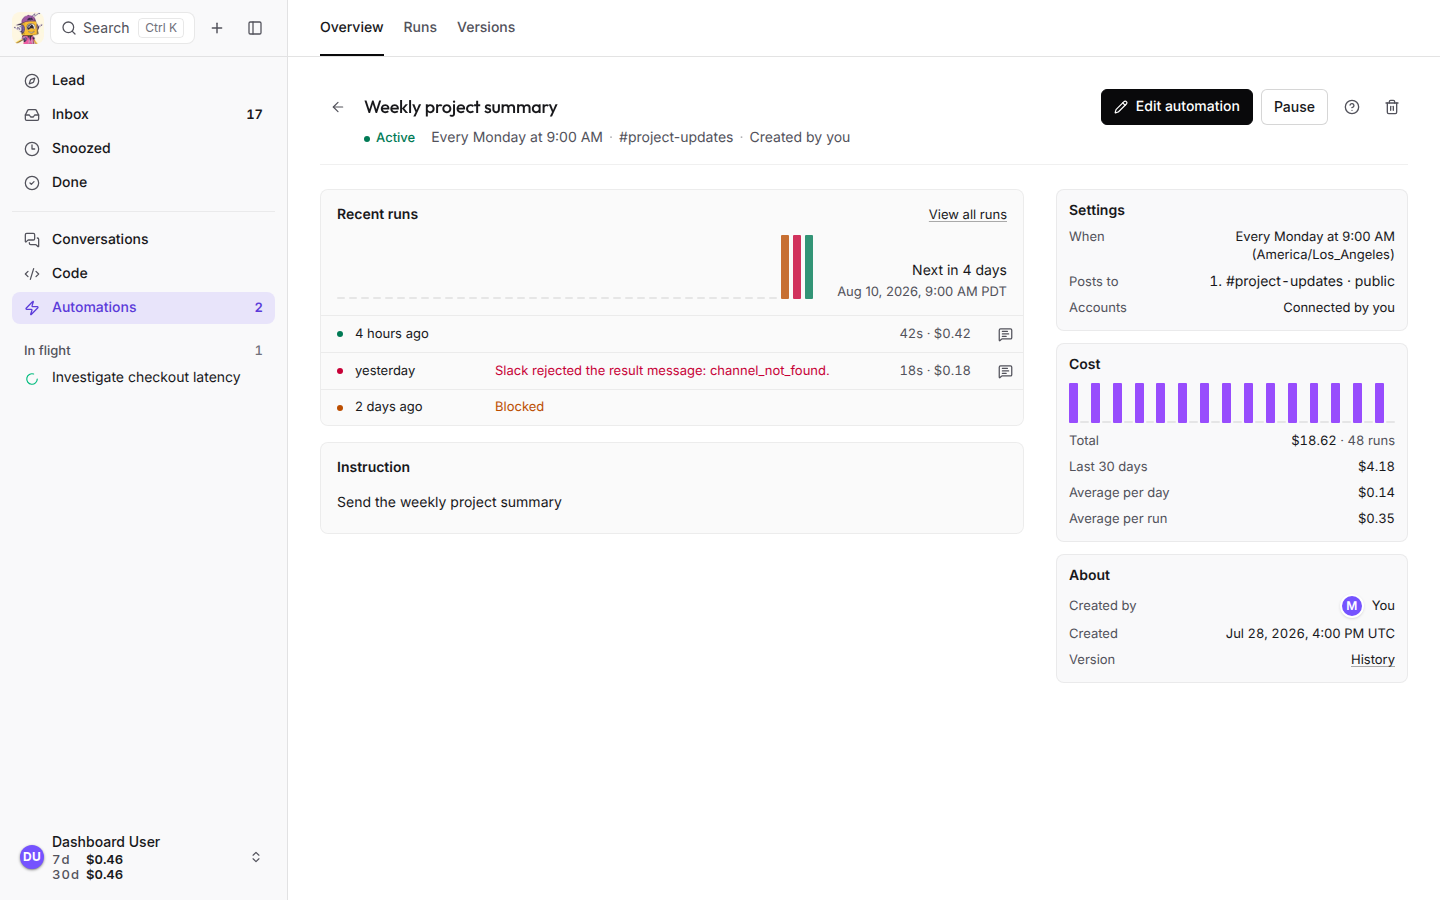 Search Ctrl K
Overview Runs Versions
Lead
Inbox 17
Snoozed
Done
Conversations
Code
Automations 2
In flight 1
Investigate checkout latency
Dashboard User
DU
7d $0.46
30d $0.46
Weekly project summary
Active Every Monday at 9:00 AM · #project-updates · Created by you
Edit automation
Pause
Recent runs View all runs
Next in 4 days
Aug 10, 2026, 9:00 AM PDT
4 hours ago 42s · $0.42
yesterday Slack rejected the result message: channel_not_found. 18s · $0.18
2 days ago Blocked
Instruction
Send the weekly project summary
Settings
When Every Monday at 9:00 AM
(America/Los_Angeles)
Posts to 1. #project-updates · public
Accounts Connected by you
Cost
Total $18.62 · 48 runs
Last 30 days $4.18
Average per day $0.14
Average per run $0.35
About
Created by M You
Created Jul 28, 2026, 4:00 PM UTC
Version History